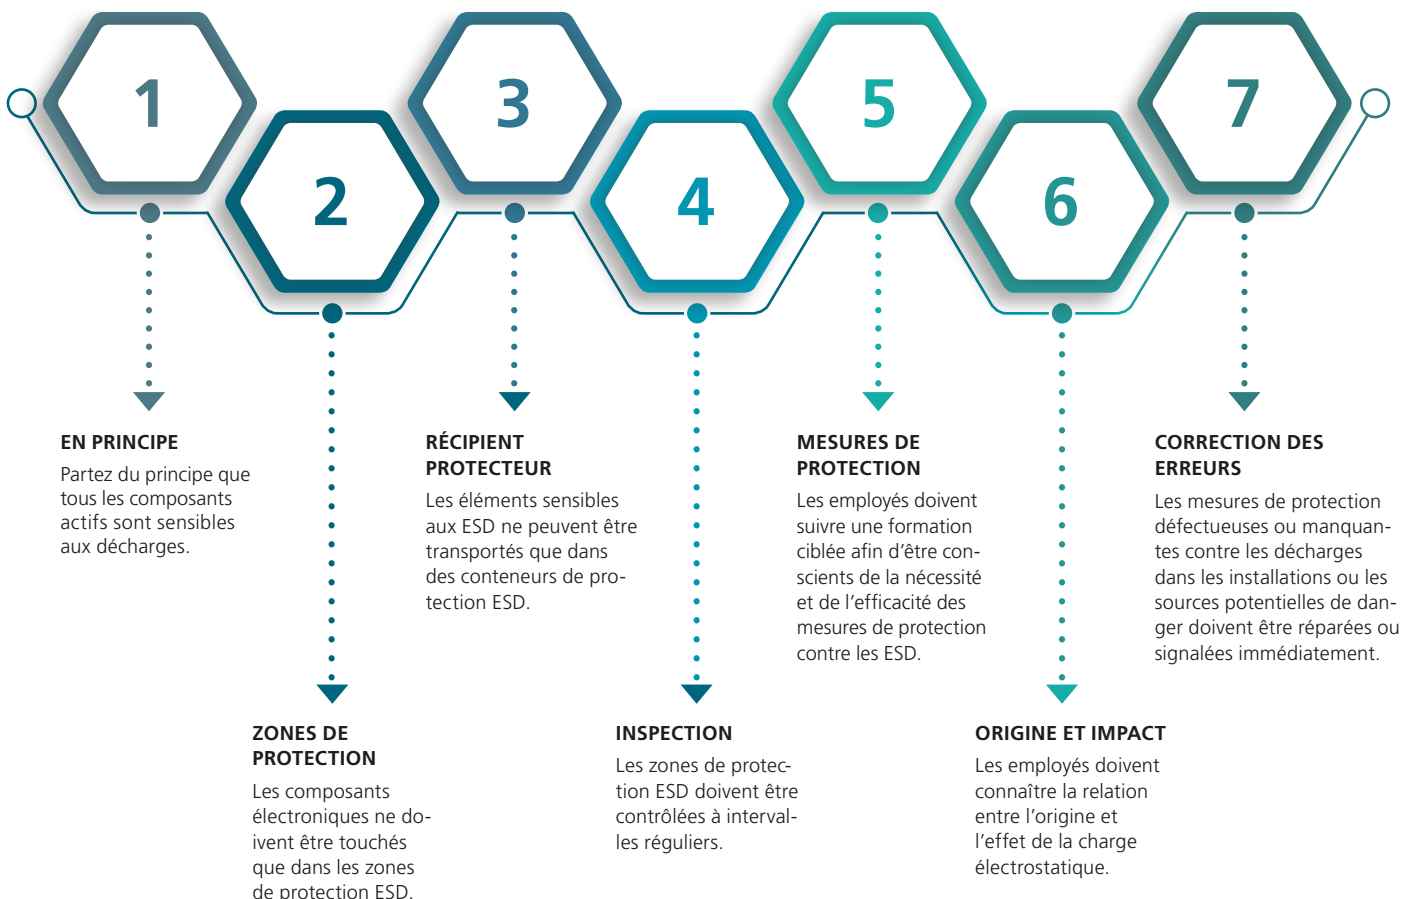 1
2
3
4
5
6
7
EN PRINCIPE
Partez du principe que
tous les composants
actifs sont sensibles
aux décharges.
ZONES DE
PROTECTION
Les composants
électroniques ne do-
ivent être touchés
que dans les zones
de protection ESD.
RÉCIPIENT
PROTECTEUR
Les éléments sensibles
aux ESD ne peuvent être
transportés que dans
des conteneurs de pro-
tection ESD.
INSPECTION
Les zones de protec-
tion ESD doivent être
contrôlées à interval-
les réguliers.
MESURES DE
PROTECTION
Les employés doivent
suivre une formation
ciblée afin d'être con-
scients de la nécessité
et de l'efficacité des
mesures de protection
contre les ESD.
ORIGINE ET IMPACT
Les employés doivent
connaître la relation
entre l'origine et
l'effet de la charge
électrostatique.
CORRECTION DES
ERREURS
Les mesures de protection
défectueuses ou manquan-
tes contre les décharges
dans les installations ou les
sources potentielles de dan-
ger doivent être réparées ou
signalées immédiatement.